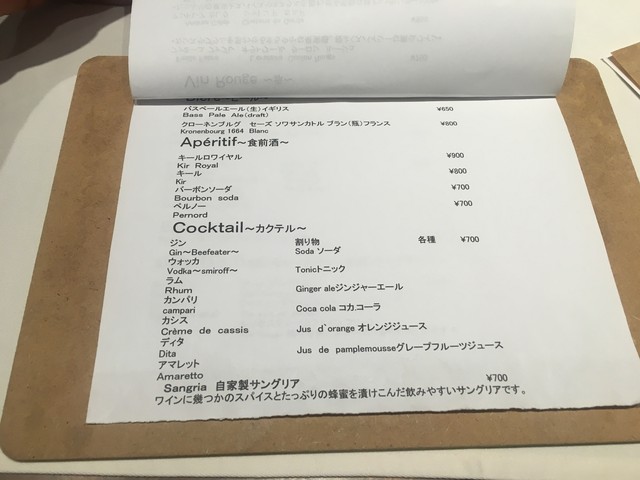 バスペールエール(生)イギリス ¥650
Bass Pale Ale(draft)
クローネンブルグ セーズ ソワサンカトル ブラン(瓶)フランス ¥800
Kronenbourg 1664 Blanc
Apéritif～食前酒～
キールロワイヤル ¥900
Kir Royal
キール ¥800
Kir
バーボンソーダ ¥700
Bourbon soda
ペルノー ¥700
Pernord
Cocktail～カクテル～
ジン 割り物 各種 ¥700
Gin～Beefeater～ Soda ソーダ
ウォッカ
Vodka～smiroff～ Tonicトニック
ラム
Rhum Ginger aleジンジャーエール
カンパリ
campari Coca cola コカ.コーラ
カシス
Crème de cassis Jus d`orange オレンジジュース
ディタ
Dita Jus de pamplemousseグレープフルーツジュース
アマレット
Amaretto
Sangria 自家製サングリア ¥700
ワインに幾つかのスパイスとたっぷりの蜂蜜を漬けこんだ飲みやすいサングリアです。